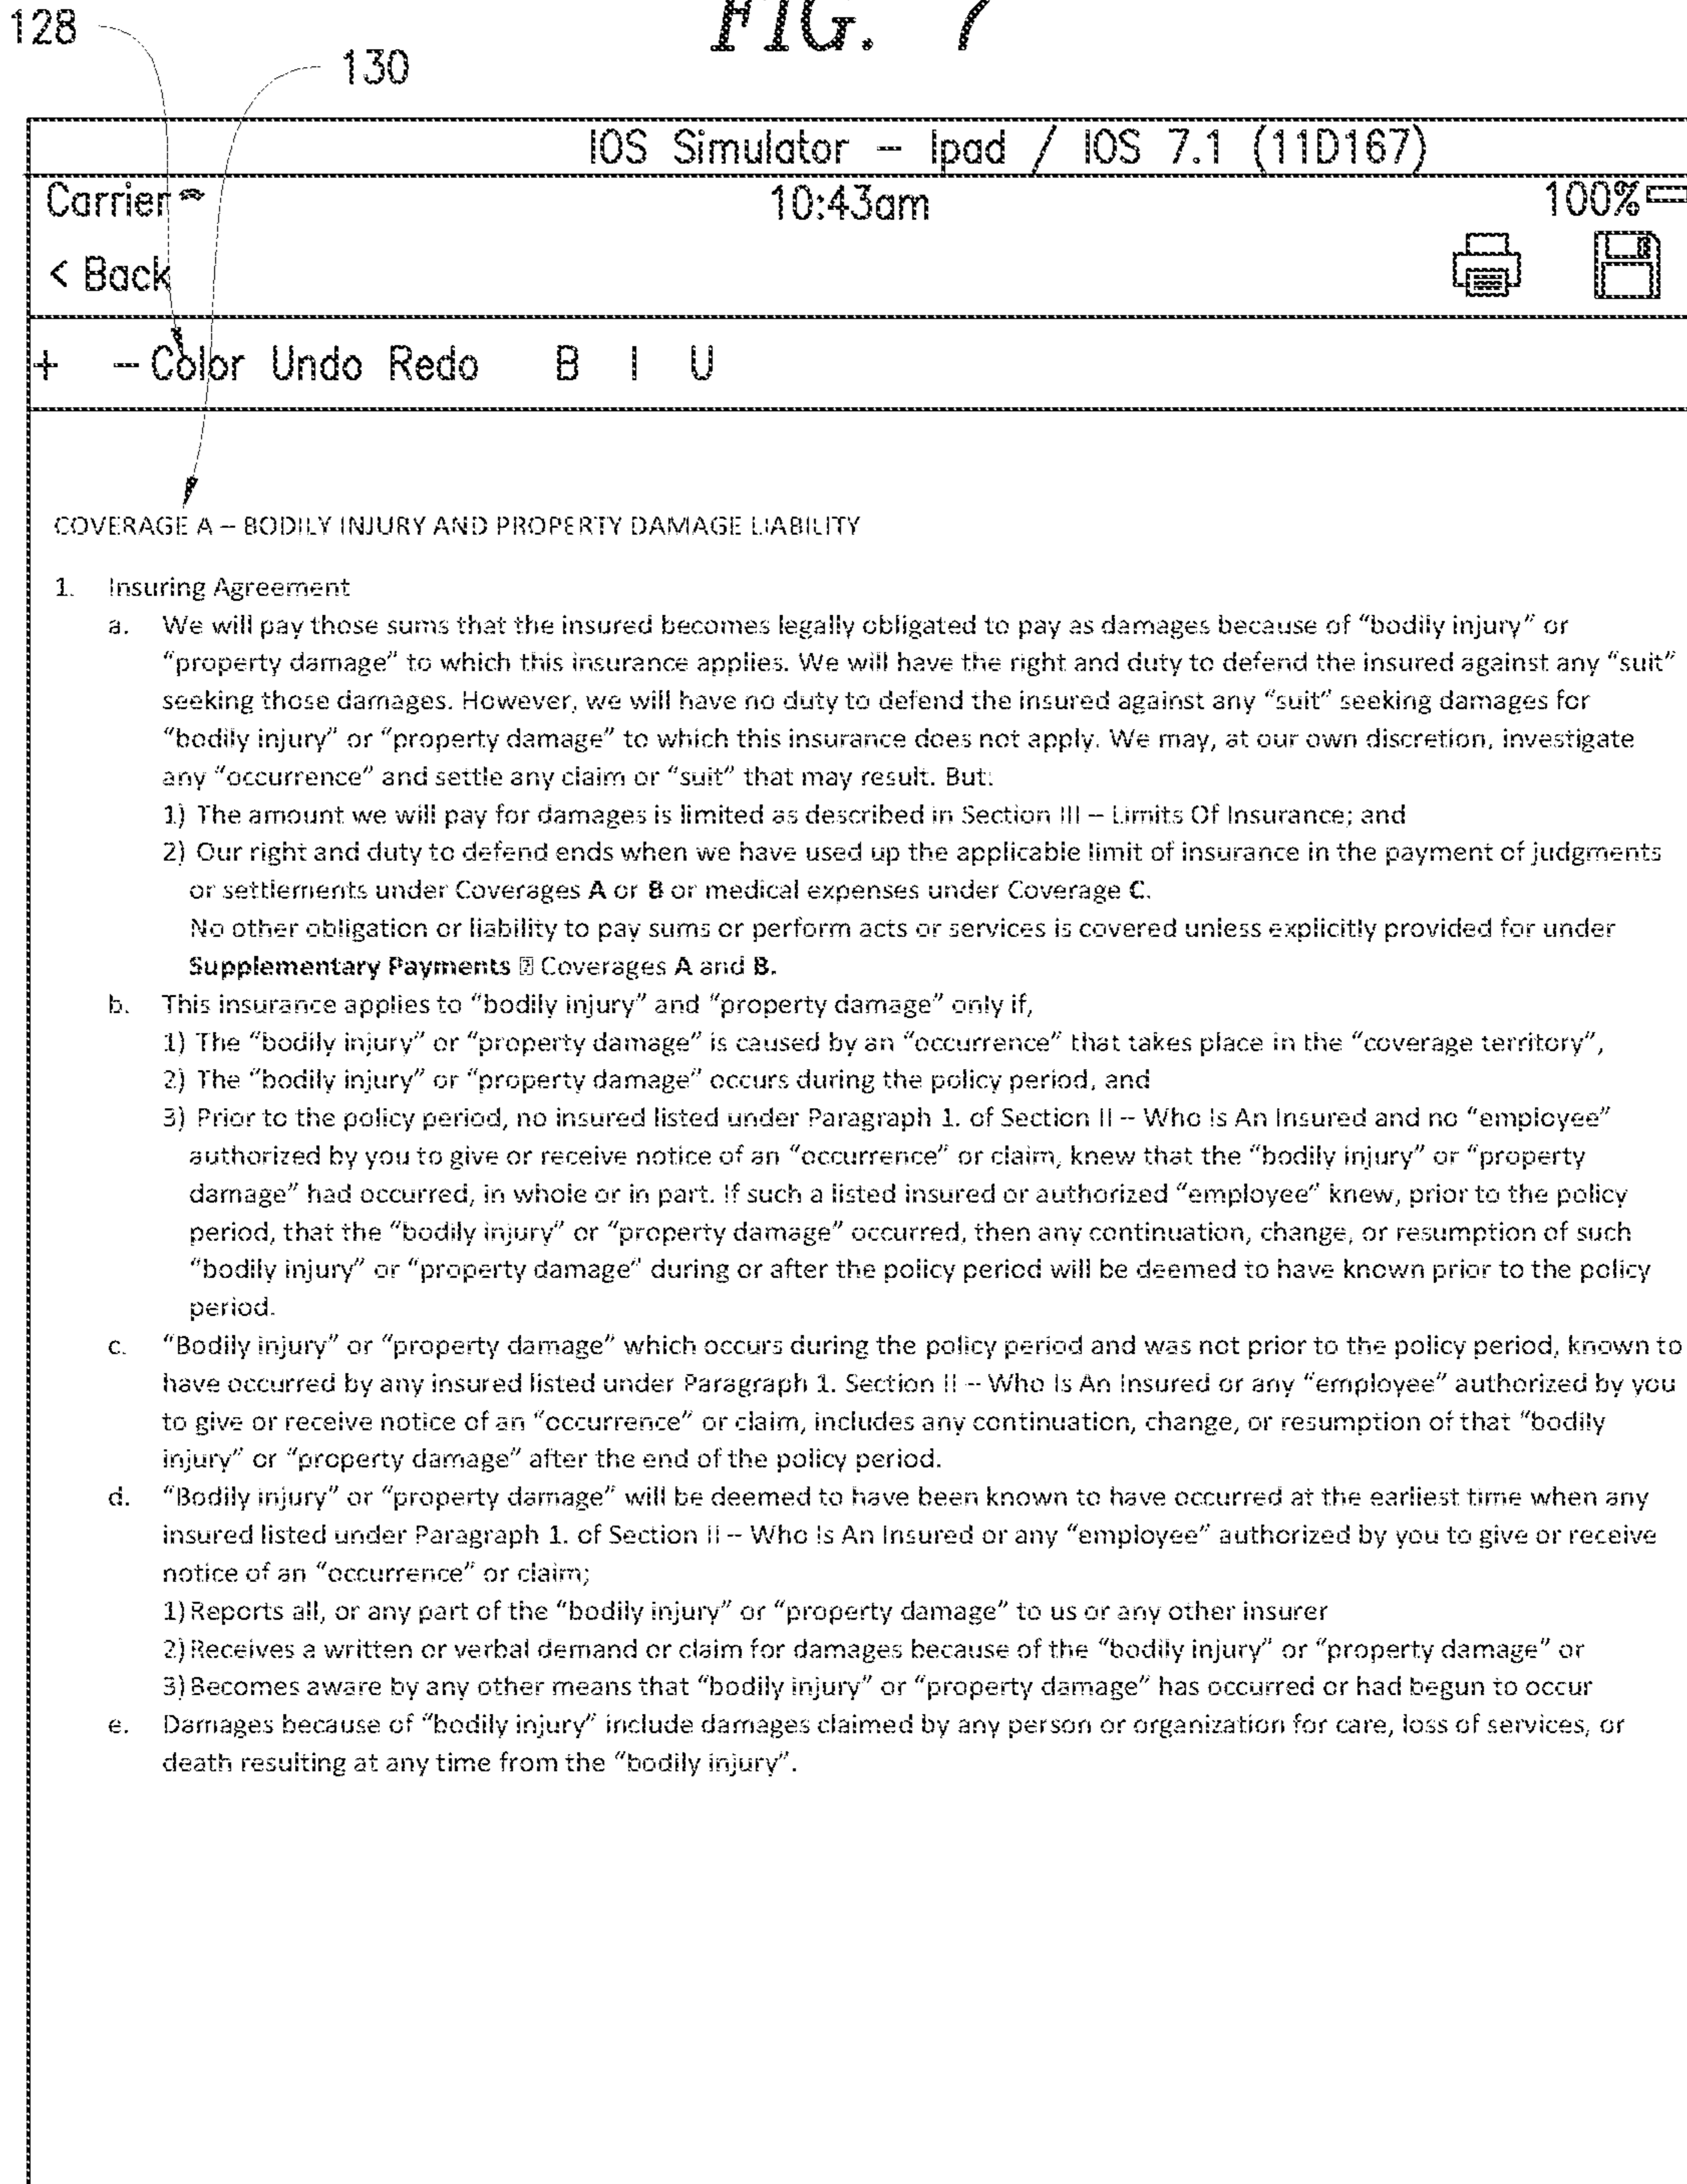 FIG. 7
128
130
IOS Simulator – Ipad / IOS 7.1 (11D167)
Carrier 10:43am 100%
< Back
+ – Color Undo Redo B I U
COVERAGE A – BODILY INJURY AND PROPERTY DAMAGE LIABILITY
1. Insuring Agreement
a. We will pay those sums that the insured becomes legally obligated to pay as damages because of “bodily injury” or
“property damage” to which this insurance applies. We will have the right and duty to defend the insured against any “suit”
seeking those damages. However, we will have no duty to defend the insured against any “suit” seeking damages for
“bodily injury” or “property damage” to which this insurance does not apply. We may, at our own discretion, investigate
any “occurrence” and settle any claim or “suit” that may result. But:
1) The amount we will pay for damages is limited as described in Section III – Limits Of Insurance; and
2) Our right and duty to defend ends when we have used up the applicable limit of insurance in the payment of judgments
or settlements under Coverages A or B or medical expenses under Coverage C.
No other obligation or liability to pay sums or perform acts or services is covered unless explicitly provided for under
Supplementary Payments ⍰ Coverages A and B.
b. This insurance applies to “bodily injury” and “property damage” only if,
1) The “bodily injury” or “property damage” is caused by an “occurrence” that takes place in the “coverage territory”,
2) The “bodily injury” or “property damage” occurs during the policy period, and
3) Prior to the policy period, no insured listed under Paragraph 1. of Section II -- Who Is An Insured and no “employee”
authorized by you to give or receive notice of an “occurrence” or claim, knew that the “bodily injury” or “property
damage” had occurred, in whole or in part. If such a listed insured or authorized “employee” knew, prior to the policy
period, that the “bodily injury” or “property damage” occurred, then any continuation, change, or resumption of such
“bodily injury” or “property damage” during or after the policy period will be deemed to have known prior to the policy
period.
c. “Bodily injury” or “property damage” which occurs during the policy period and was not prior to the policy period, known to
have occurred by any insured listed under Paragraph 1. Section II -- Who Is An Insured or any “employee” authorized by you
to give or receive notice of an “occurrence” or claim, includes any continuation, change, or resumption of that “bodily
injury” or “property damage” after the end of the policy period.
d. “Bodily injury” or “property damage” will be deemed to have been known to have occurred at the earliest time when any
insured listed under Paragraph 1. of Section II -- Who Is An Insured or any “employee” authorized by you to give or receive
notice of an “occurrence” or claim;
1) Reports all, or any part of the “bodily injury” or “property damage” to us or any other insurer
2) Receives a written or verbal demand or claim for damages because of the “bodily injury” or “property damage” or
3) Becomes aware by any other means that “bodily injury” or “property damage” has occurred or had begun to occur
e. Damages because of “bodily injury” include damages claimed by any person or organization for care, loss of services, or
death resulting at any time from the “bodily injury”.